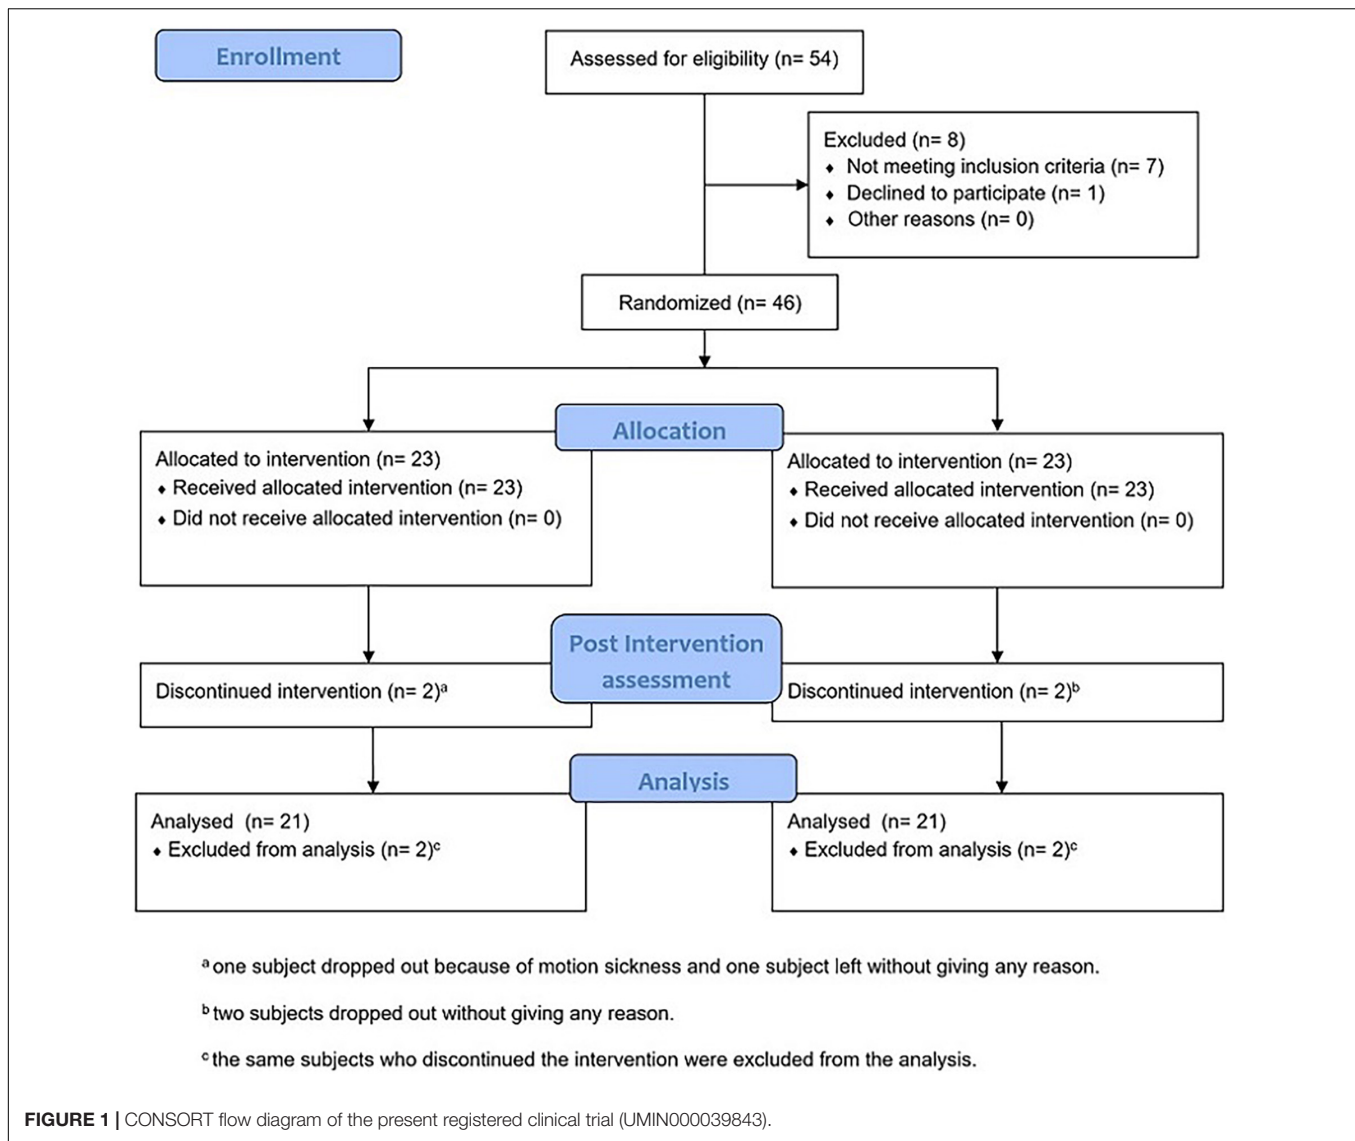 Enrollment
Assessed for eligibility (n= 54)
Excluded (n= 8)
♦ Not meeting inclusion criteria (n= 7)
♦ Declined to participate (n= 1)
♦ Other reasons (n= 0)
Randomized (n= 46)
Allocation
Allocated to intervention (n= 23)
♦ Received allocated intervention (n= 23)
♦ Did not receive allocated intervention (n= 0)
Allocated to intervention (n= 23)
♦ Received allocated intervention (n= 23)
♦ Did not receive allocated intervention (n= 0)
Post Intervention
assessment
Discontinued intervention (n= 2)ᵃ
Discontinued intervention (n= 2)ᵇ
Analysis
Analysed (n= 21)
♦ Excluded from analysis (n= 2)ᶜ
Analysed (n= 21)
♦ Excluded from analysis (n= 2)ᶜ
ᵃ one subject dropped out because of motion sickness and one subject left without giving any reason.
ᵇ two subjects dropped out without giving any reason.
ᶜ the same subjects who discontinued the intervention were excluded from the analysis.
FIGURE 1 | CONSORT flow diagram of the present registered clinical trial (UMIN000039843).